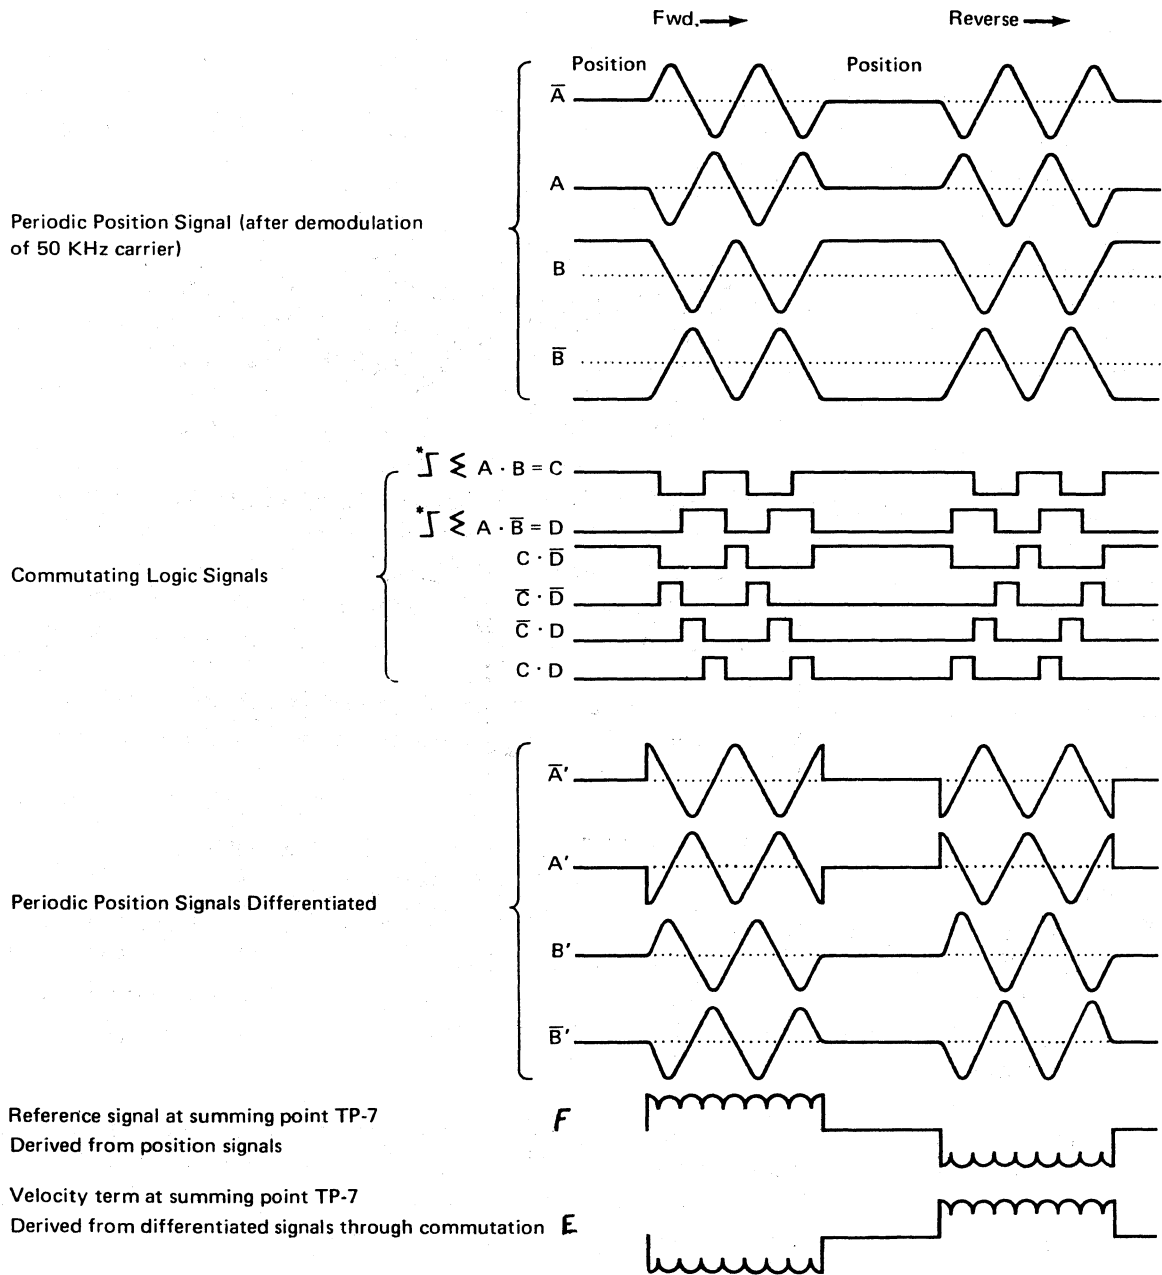 Fwd. Reverse
Position Position
A̅
A
Periodic Position Signal (after demodulation
of 50 KHz carrier)
B
B̅
* A · B = C
* A · B̅ = D
C · D̅
Commutating Logic Signals
C̅ · D̅
C̅ · D
C · D
A̅′
A′
Periodic Position Signals Differentiated
B′
B̅′
Reference signal at summing point TP-7
Derived from position signals
F
Velocity term at summing point TP-7
Derived from differentiated signals through commutation E